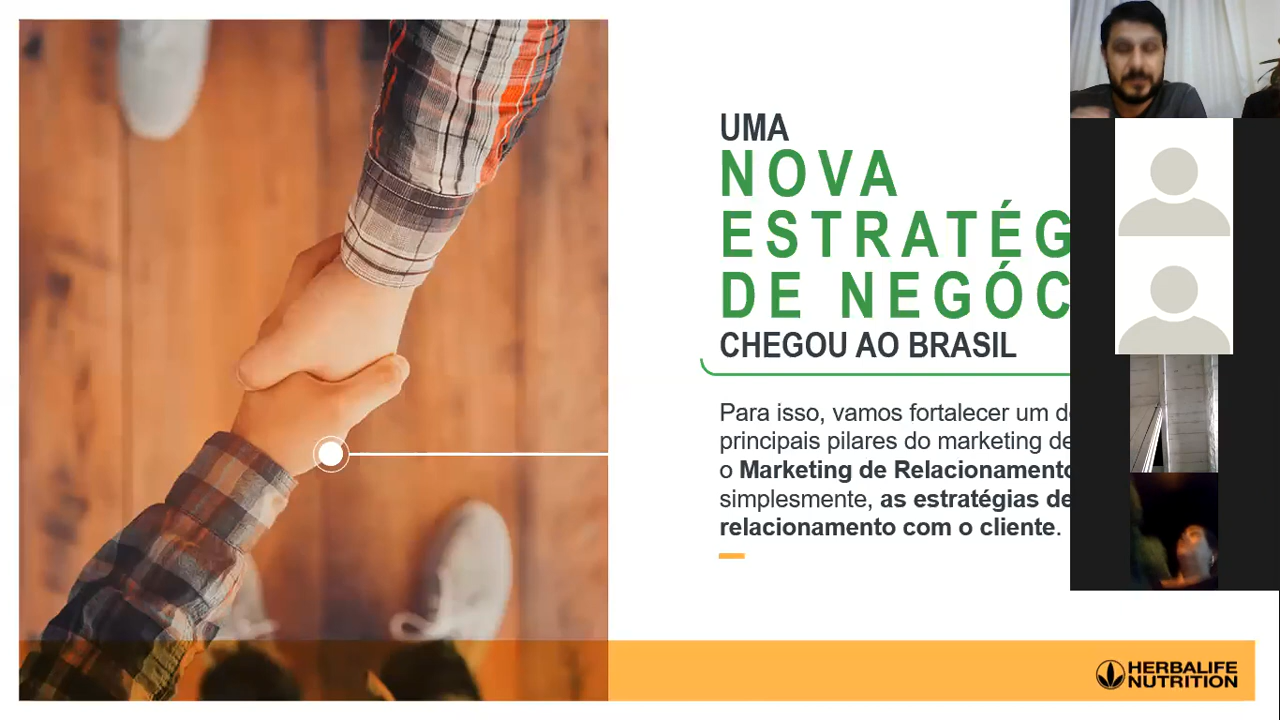 UMA
NOVA
ESTRATÉG
DE NEGÓC
CHEGOU AO BRASIL
Para isso, vamos fortalecer um d
principais pilares do marketing de
o Marketing de Relacionamento
simplesmente, as estratégias de
relacionamento com o cliente.
HERBALIFE
NUTRITION